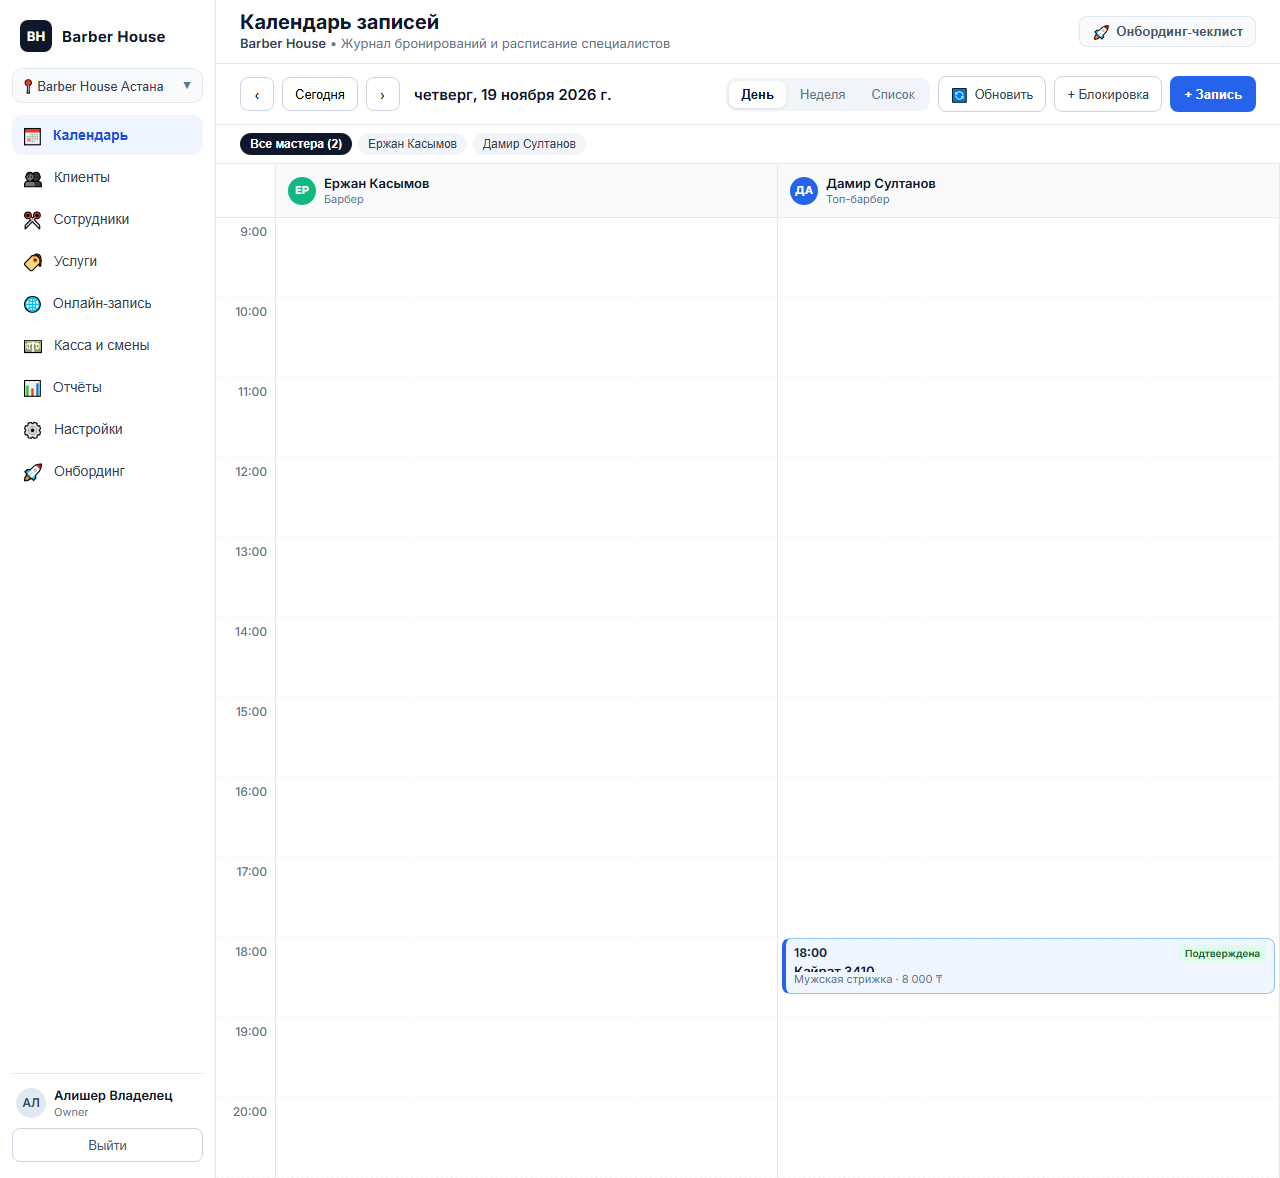 BH Barber House
Barber House Астана ▼
Календарь
Клиенты
Сотрудники
Услуги
Онлайн-запись
Касса и смены
Отчёты
Настройки
Онбординг
АЛ
Алишер Владелец
Owner
Выйти
Календарь записей
Barber House • Журнал бронирований и расписание специалистов
Онбординг-чеклист
‹ Сегодня › четверг, 19 ноября 2026 г.
День Неделя Список Обновить + Блокировка + Запись
Все мастера (2) Ержан Касымов Дамир Султанов
ЕР
Ержан Касымов
Барбер
ДА
Дамир Султанов
Топ-барбер
9:00
10:00
11:00
12:00
13:00
14:00
15:00
16:00
17:00
18:00
18:00 Подтверждена
Кайрат 3410
Мужская стрижка · 8 000 ₸
19:00
20:00